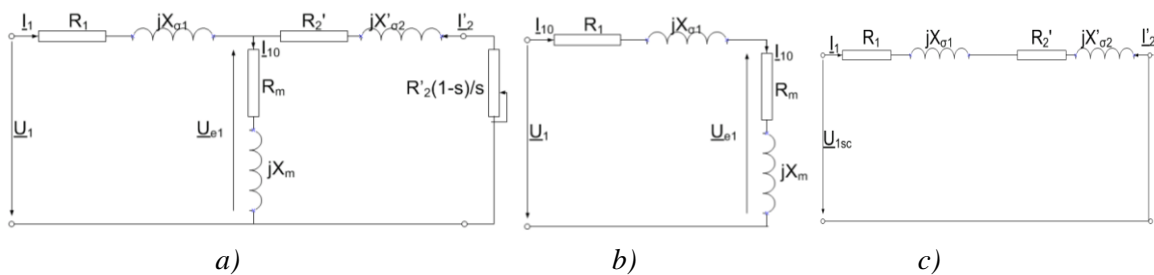 I₁ R₁ jXσ1 R₂' jX'σ2 I'₂
I₁₀
Rₘ
R'₂(1-s)/s
U₁
Uₑ₁
jXₘ
a)
I₁₀ R₁ jXσ1
I₁₀
Rₘ
U₁
Uₑ₁
jXₘ
b)
I₁ R₁ jXσ1 R₂' jX'σ2 I'₂
U₁sc
c)